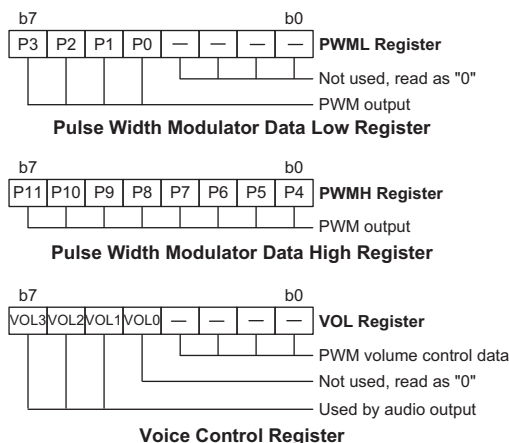 b7 b0
P3 P2 P1 P0 — — — — PWML Register
Not used, read as "0"
PWM output
Pulse Width Modulator Data Low Register
b7 b0
P11 P10 P9 P8 P7 P6 P5 P4 PWMH Register
PWM output
Pulse Width Modulator Data High Register
b7 b0
VOL3 VOL2 VOL1 VOL0 — — — — VOL Register
PWM volume control data
Not used, read as "0"
Used by audio output
Voice Control Register